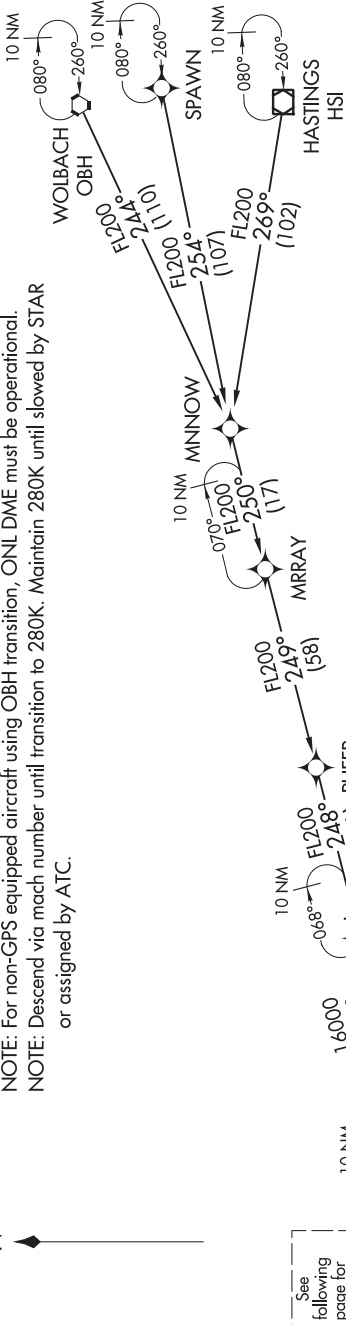 NOTE: For non-GPS equipped aircraft using OBH transition, ONL DME must be operational.
NOTE: Descend via mach number until transition to 280K. Maintain 280K until slowed by STAR
or assigned by ATC.
10 NM
080°
260°
WOLBACH
OBH
10 NM
080°
260°
SPAWN
10 NM
080°
260°
HASTINGS
HSI
FL200
244°
(110)
FL200
254°
(107)
FL200
269°
(102)
MNNOW
10 NM
070°
FL200
250°
(17)
MRRAY
FL200
249°
(58)
10 NM
068°
FL200
248°
16000
10 NM
See
following
page for